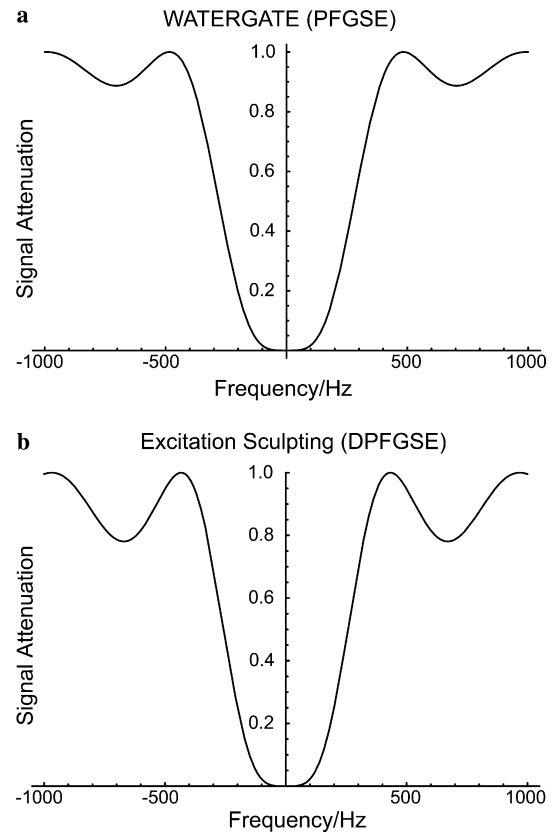 a
WATERGATE (PFGSE)
1.0
0.8
0.6
0.4
0.2
Signal Attenuation
-1000 -500 500 1000
Frequency/Hz
b
Excitation Sculpting (DPFGSE)
1.0
0.8
0.6
0.4
0.2
Signal Attenuation
-1000 -500 500 1000
Frequency/Hz